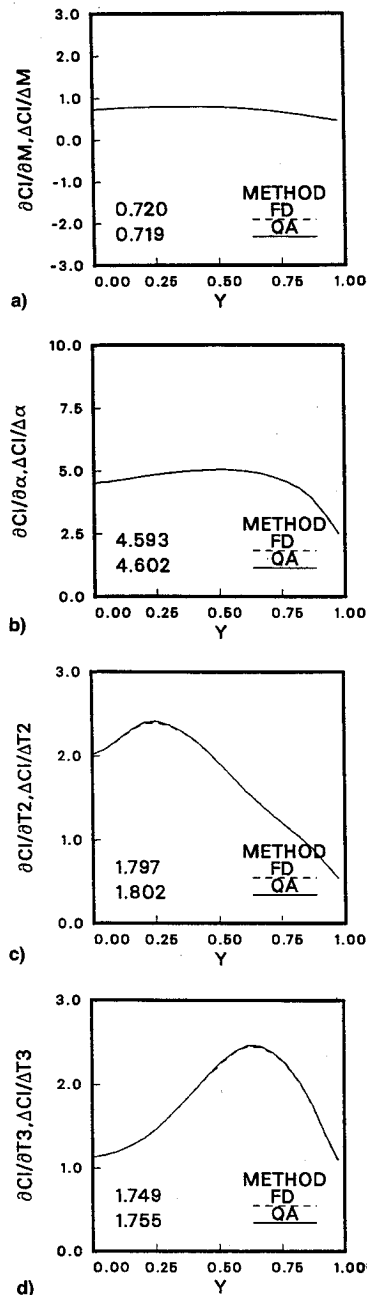 3.0
2.0
1.0
0.0
-1.0
-2.0
-3.0
∂Cl/∂M,ΔCl/ΔM
0.720
0.719
METHOD
FD
QA
0.00 0.25 0.50 0.75 1.00
Y
a)
10.0
7.5
5.0
2.5
0.0
∂Cl/∂α,ΔCl/Δα
4.593
4.602
METHOD
FD
QA
0.00 0.25 0.50 0.75 1.00
Y
b)
3.0
2.0
1.0
0.0
∂Cl/∂T2,ΔCl/ΔT2
1.797
1.802
METHOD
FD
QA
0.00 0.25 0.50 0.75 1.00
Y
c)
3.0
2.0
1.0
0.0
∂Cl/∂T3,ΔCl/ΔT3
1.749
1.755
METHOD
FD
QA
0.00 0.25 0.50 0.75 1.00
Y
d)